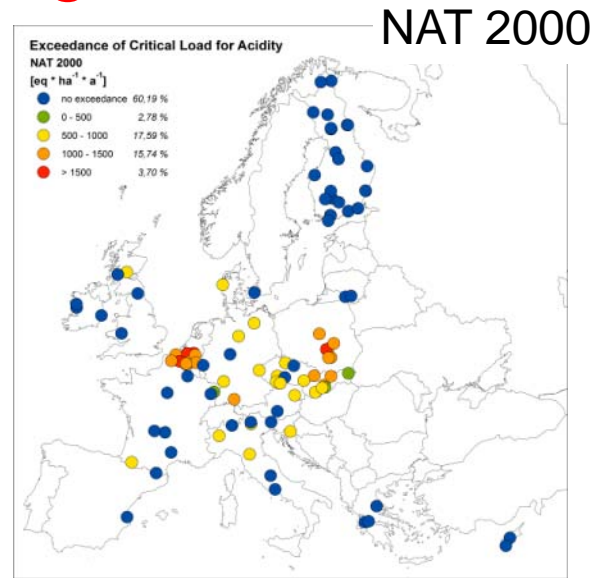 NAT 2000
Exceedance of Critical Load for Acidity
NAT 2000
[eq * ha⁻¹ * a⁻¹]
no exceedance 60,19 %
0 - 500 2,78 %
500 - 1000 17,59 %
1000 - 1500 15,74 %
> 1500 3,70 %